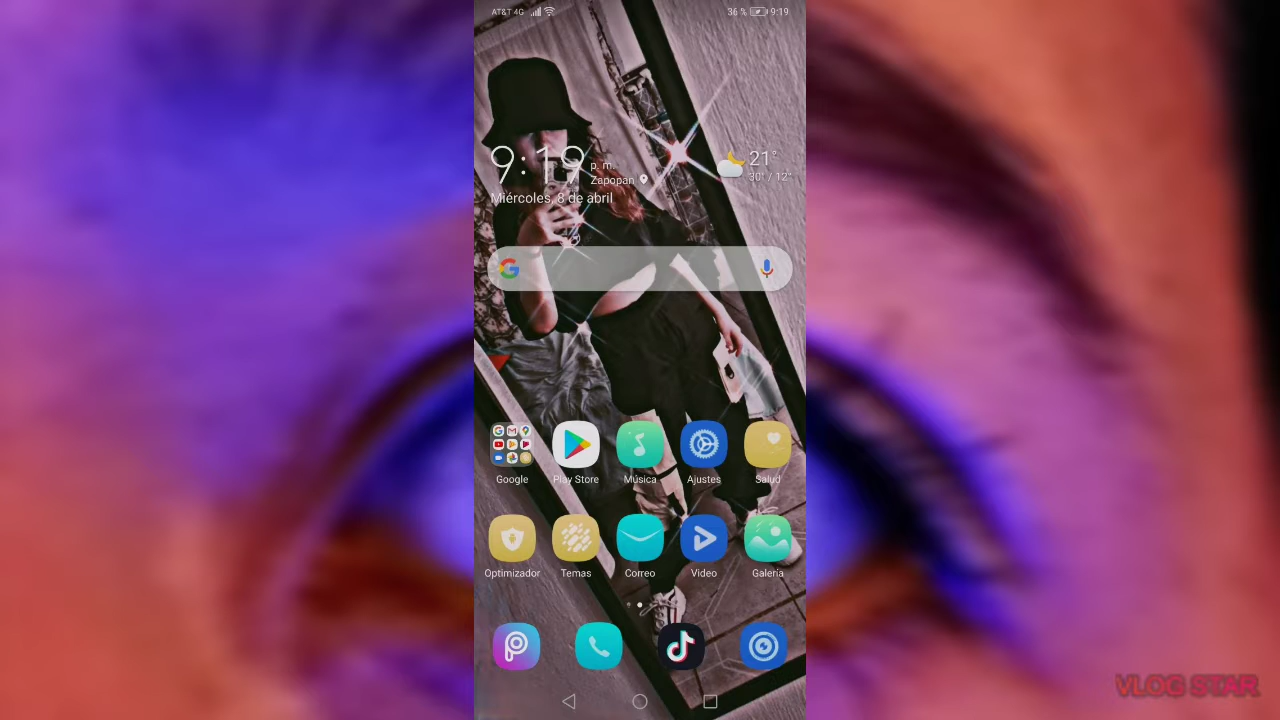 AT&T 4G
36 %
9:19
9:19 p. m.
Zapopan
Miércoles, 8 de abril
21°
30° / 12°
Google
Play Store
Música
Ajustes
Salud
Optimizador
Temas
Correo
Video
Galería
VLOG STAR